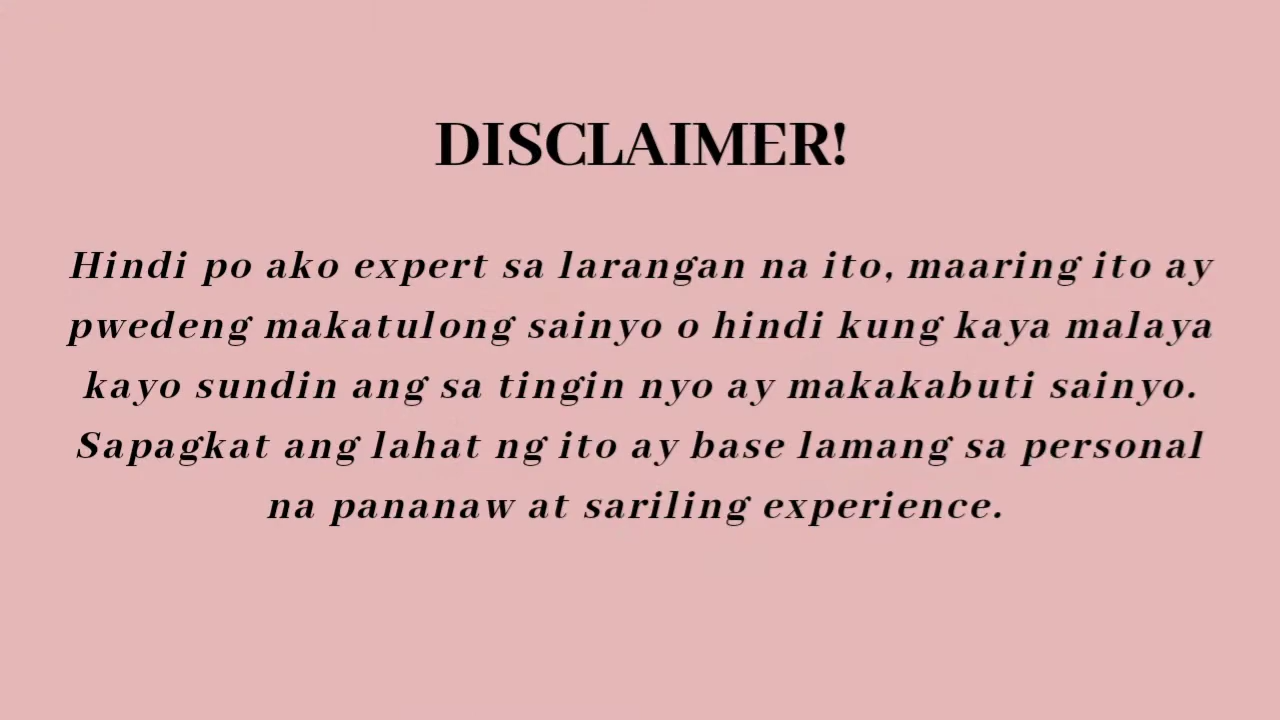 DISCLAIMER!
Hindi po ako expert sa larangan na ito, maaring ito ay
pwedeng makatulong sainyo o hindi kung kaya malaya
kayo sundin ang sa tingin nyo ay makakabuti sainyo.
Sapagkat ang lahat ng ito ay base lamang sa personal
na pananaw at sariling experience.